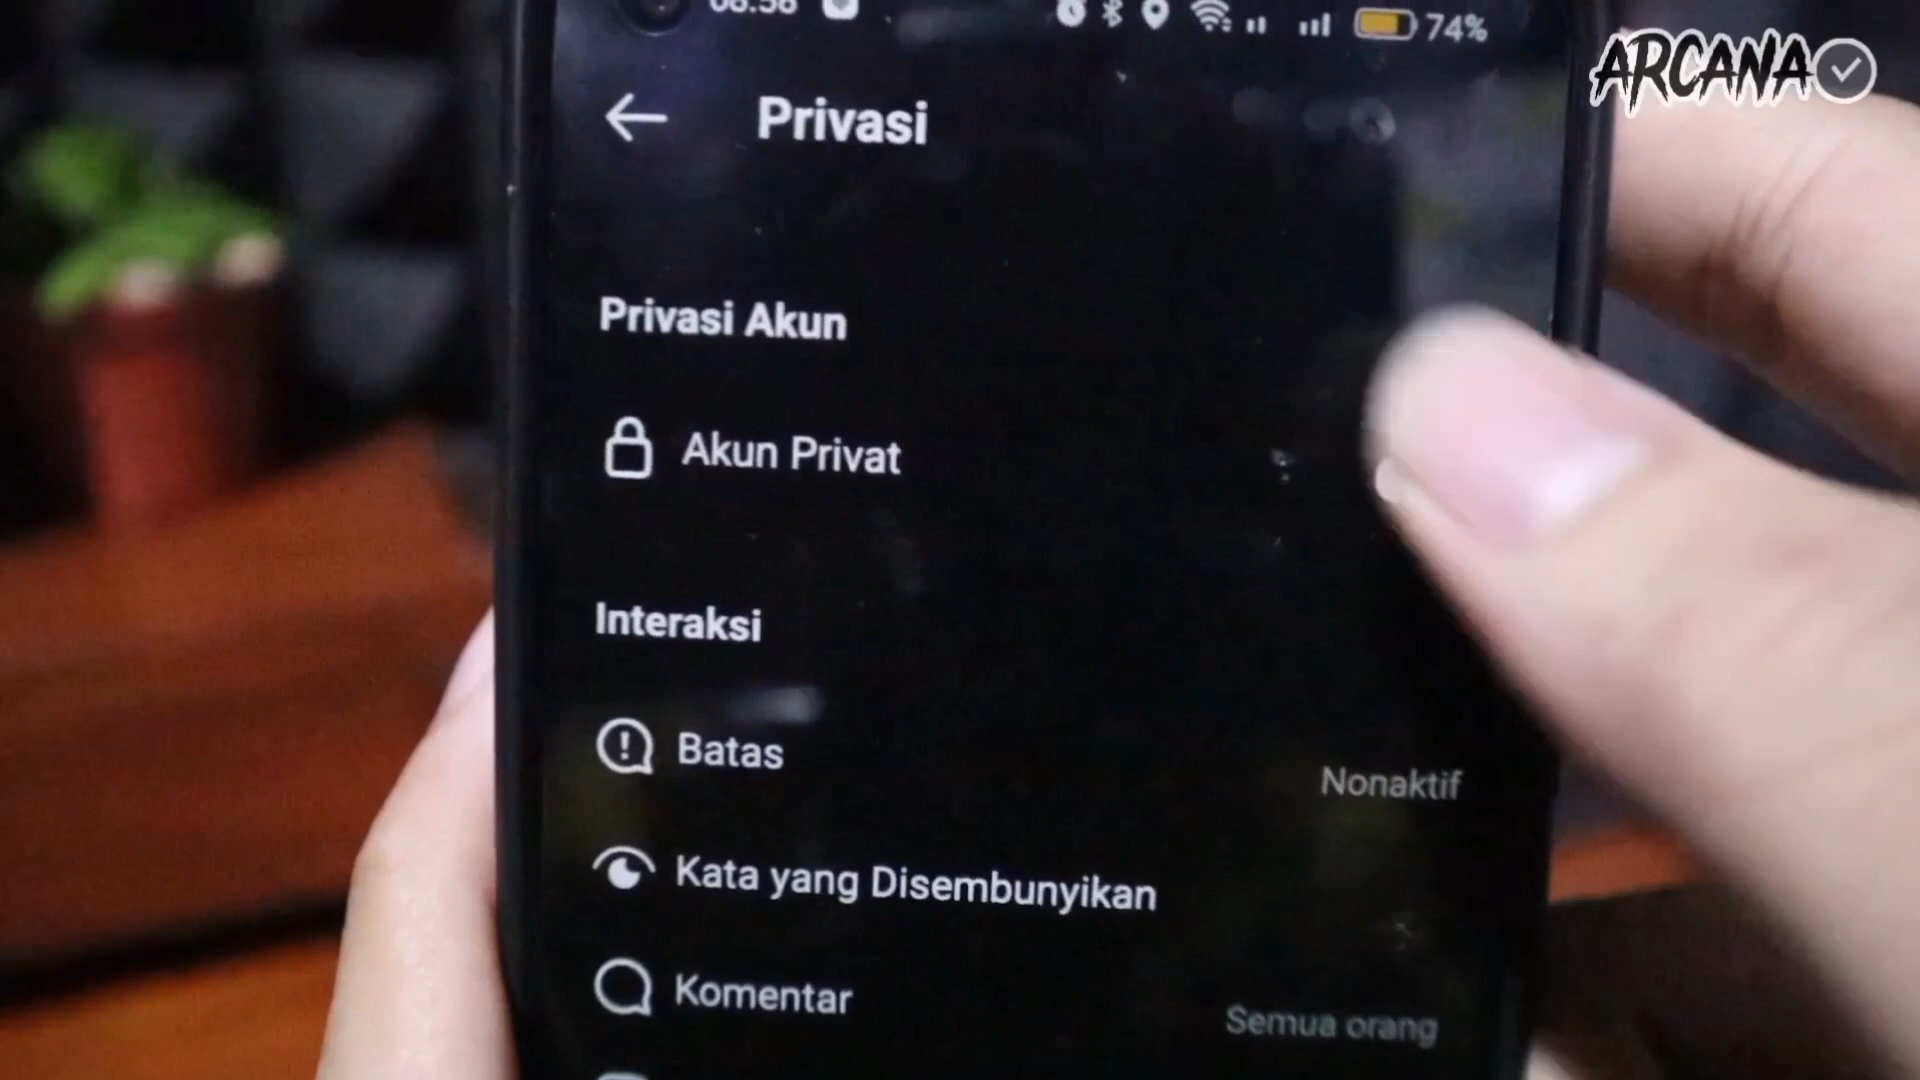 74%
ARCANA
Privasi
Privasi Akun
Akun Privat
Interaksi
Batas
Nonaktif
Kata yang Disembunyikan
Komentar
Semua orang